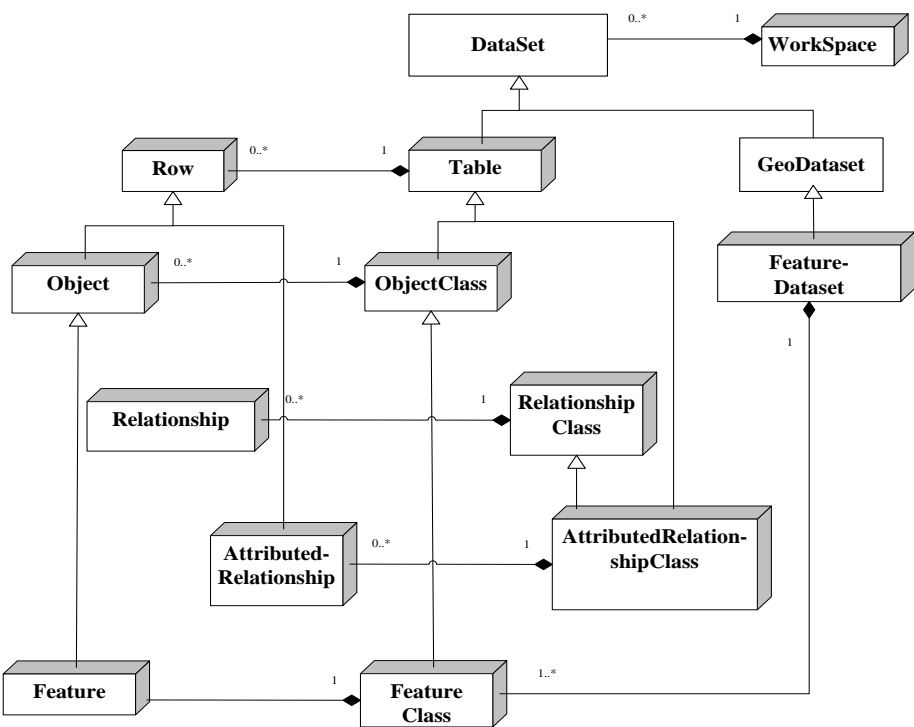 0..*
1
DataSet
WorkSpace
0..*
1
Row
Table
GeoDataset
0..*
1
Object
ObjectClass
Feature-
Dataset
1
0..*
1
Relationship
Relationship
Class
0..*
1
Attributed-
Relationship
AttributedRelation-
shipClass
1
1..*
Feature
Feature
Class